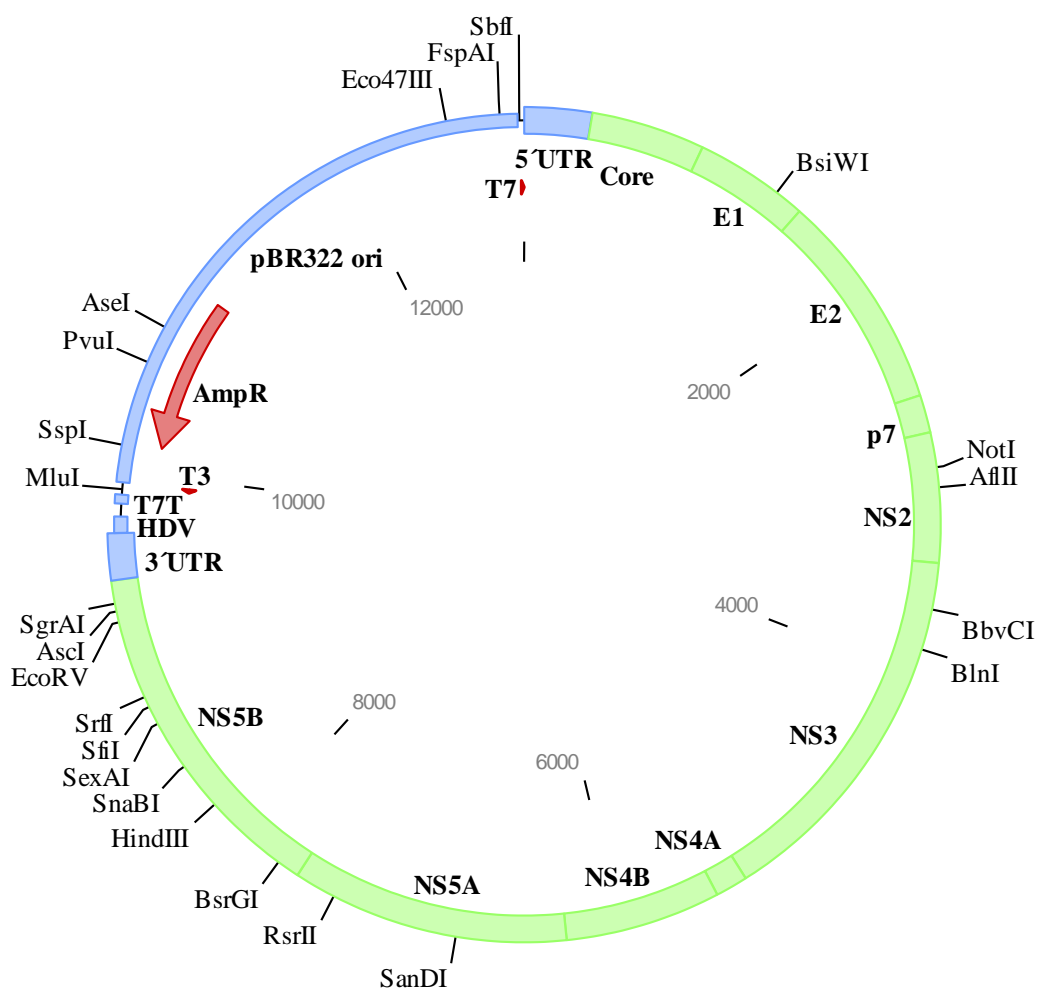 SbfI
FspAI
Eco47III
5´UTR
Core
T7
BsiWI
E1
pBR322 ori
E2
12000
AseI
PvuI
AmpR
2000
p7
SspI
NotI
MluI
T3
AflII
10000
T7T
NS2
HDV
3´UTR
4000
SgrAI
BbvCI
AscI
BlnI
EcoRV
8000
NS5B
SrfI
NS3
SfiI
6000
SexAI
SnaBI
HindIII
NS4A
NS4B
NS5A
BsrGI
RsrII
SanDI